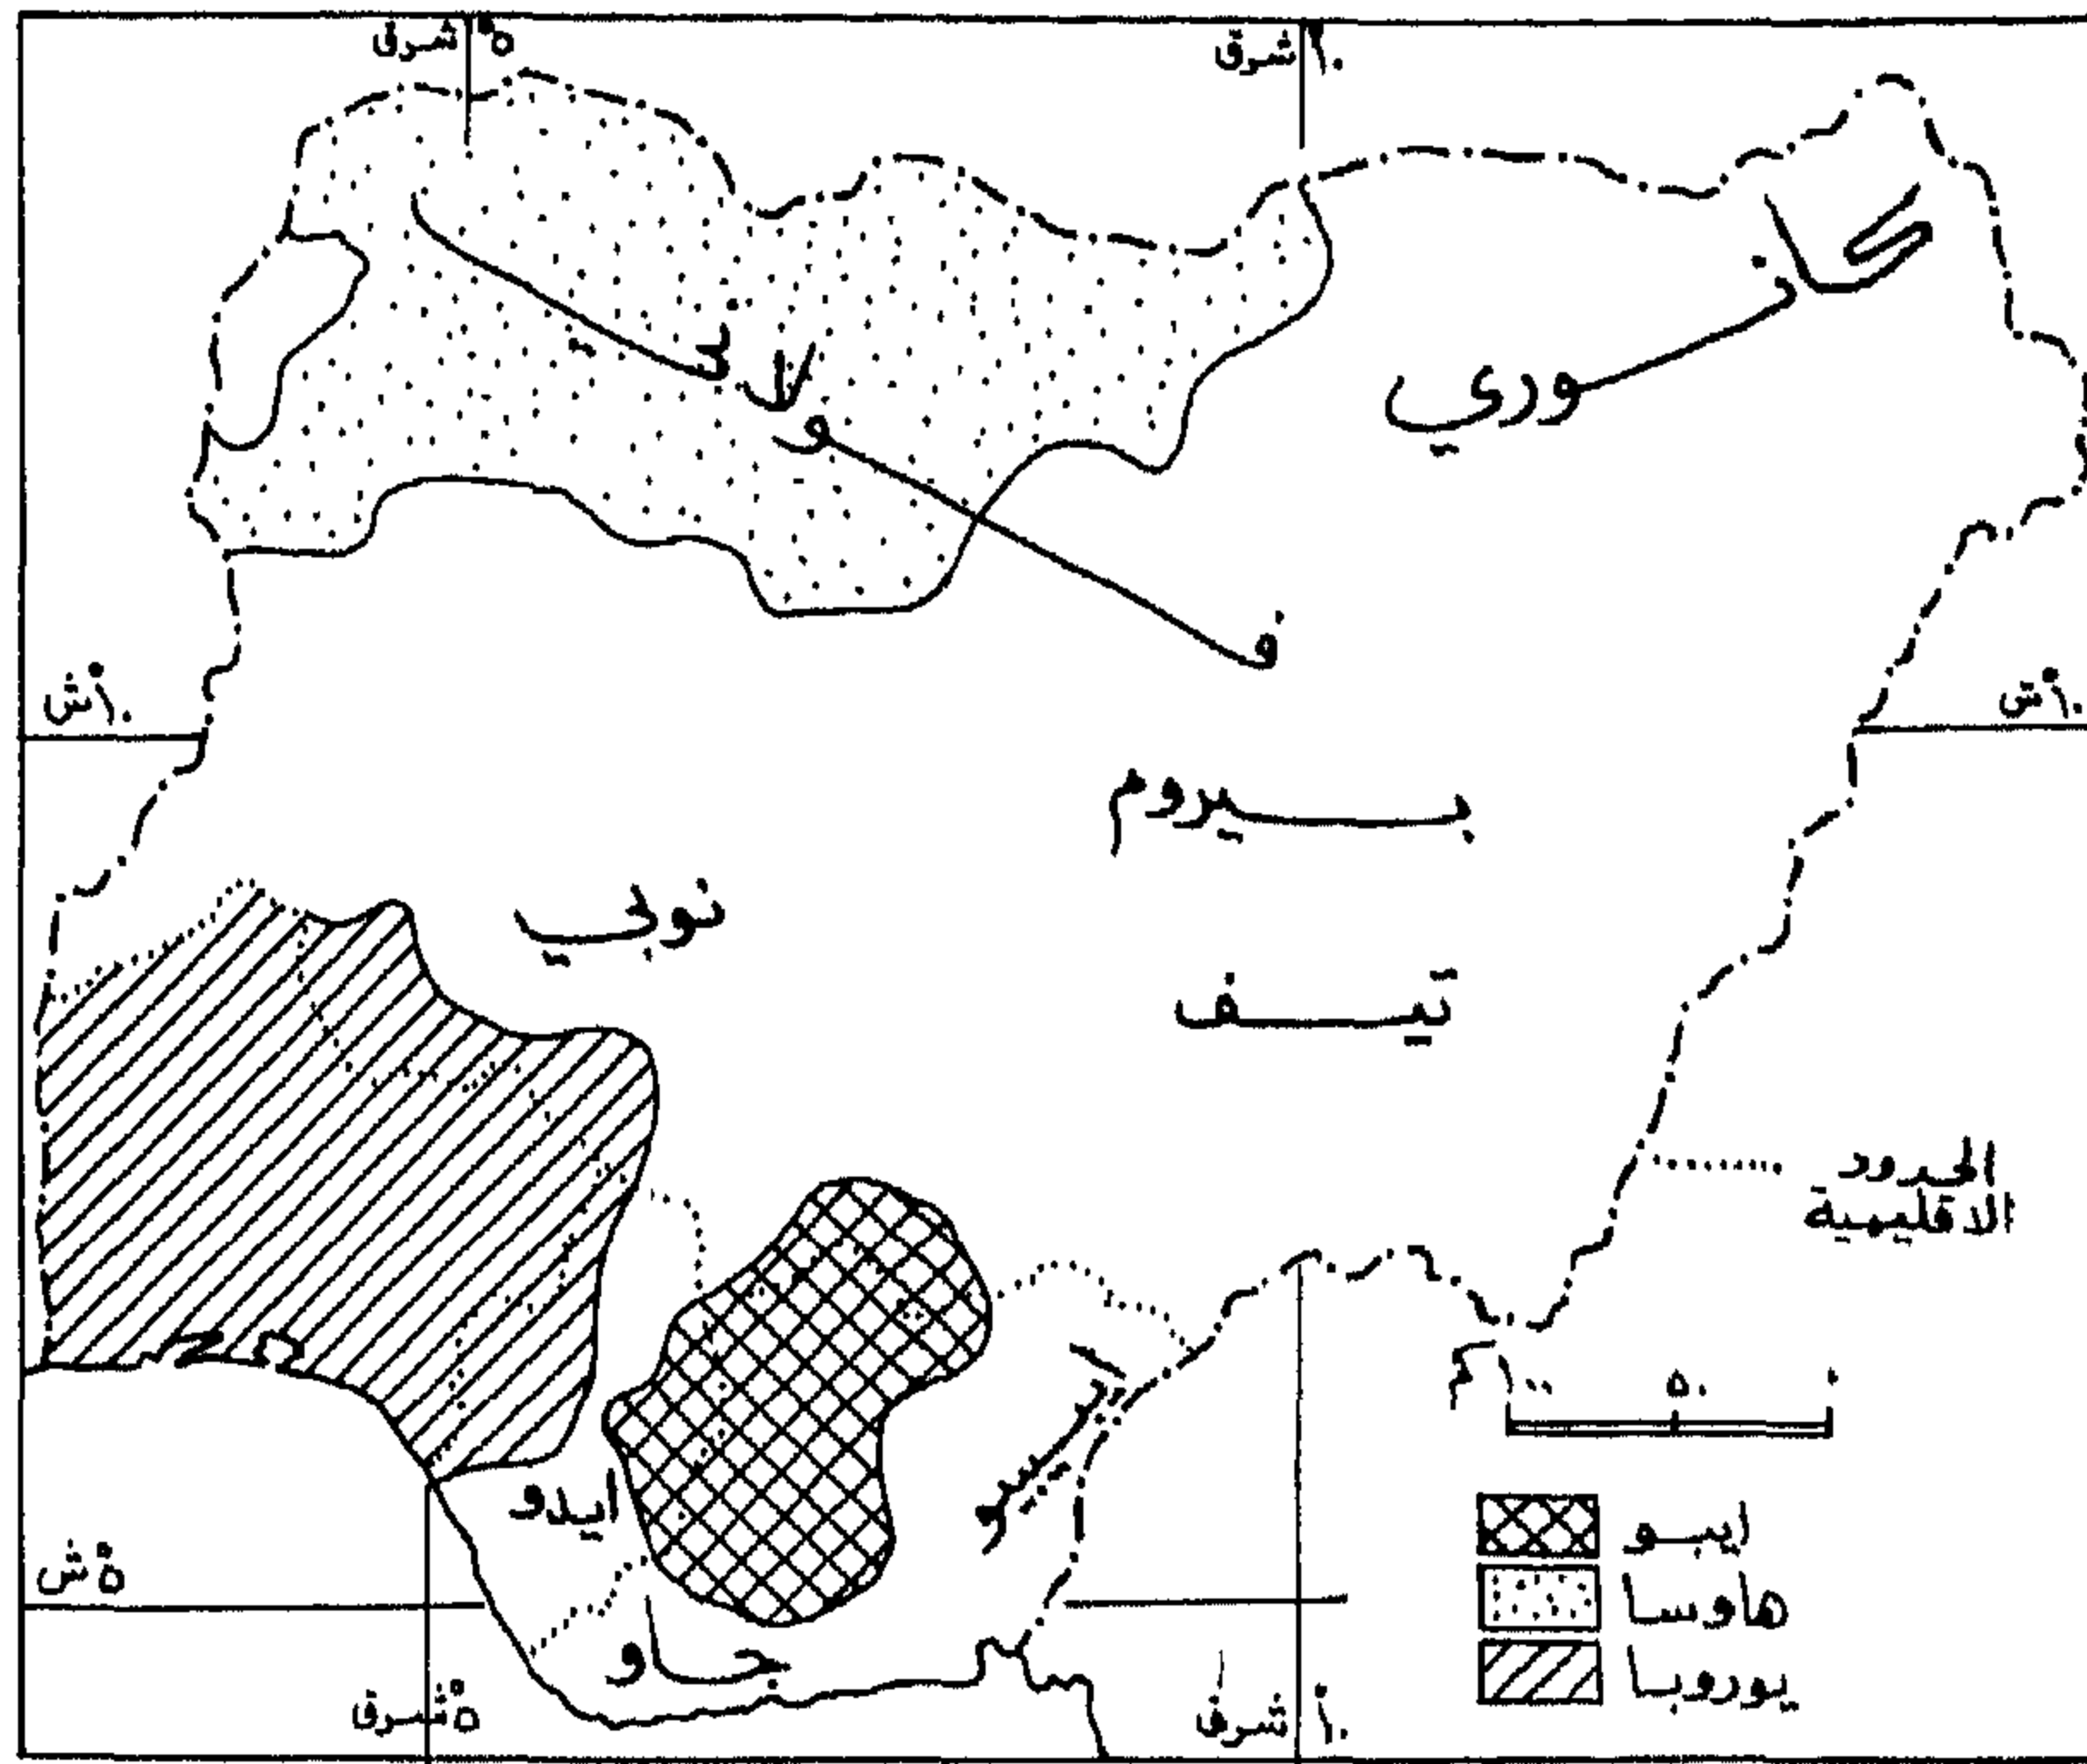 ٥° شرق
١٠° شرق
كانوري
فولاني
١٠° ش
١٠° ش
بيروم
نوبي
تيف
الحدود
الاقليمية
ايدو
جاو
٠ ٥٠ ١٠٠ كم
ايبو
هاوسا
يوروبا
٥° ش
٥° شرق
١٠° شرق